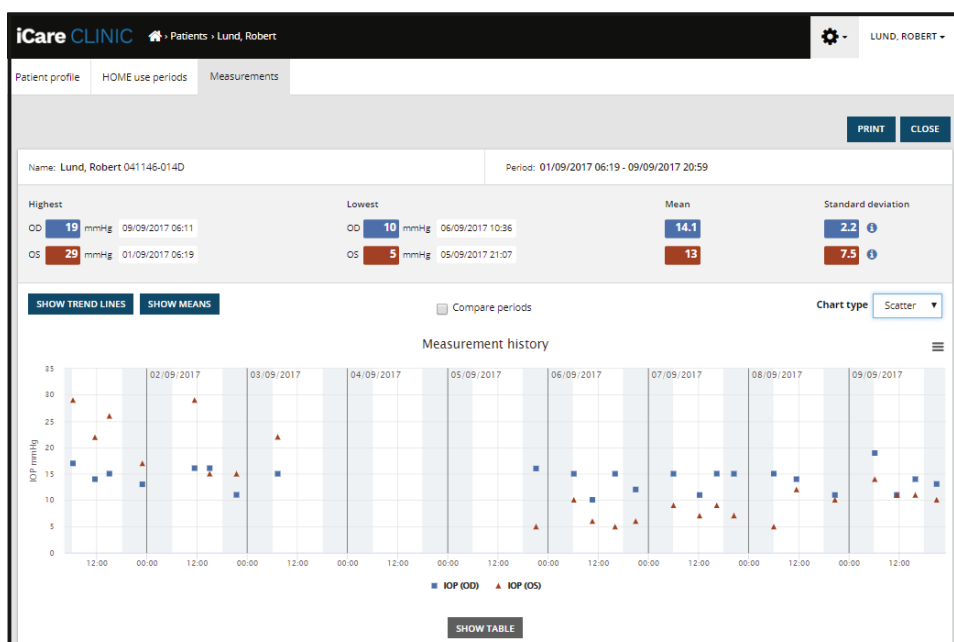 iCare CLINIC › Patients › Lund, Robert LUND, ROBERT
Patient profile HOME use periods Measurements
PRINT CLOSE
Name: Lund, Robert 041146-014D Period: 01/09/2017 06:19 - 09/09/2017 20:59
Highest Lowest Mean Standard deviation
OD 19 mmHg 09/09/2017 06:11 OD 10 mmHg 06/09/2017 10:36 14.1 2.2
OS 29 mmHg 01/09/2017 06:19 OS 5 mmHg 05/09/2017 21:07 13 7.5
SHOW TREND LINES SHOW MEANS Compare periods Chart type Scatter
Measurement history
35 02/09/2017 03/09/2017 04/09/2017 05/09/2017 06/09/2017 07/09/2017 08/09/2017 09/09/2017
30
25
20
15
10
5
0
IOP mmHg
12:00 00:00 12:00 00:00 12:00 00:00 12:00 00:00 12:00 00:00 12:00 00:00 12:00 00:00 12:00 00:00 12:00
IOP (OD) IOP (OS)
SHOW TABLE